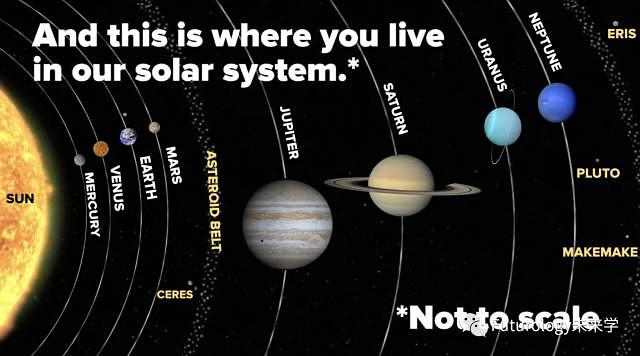 And this is where you live
in our solar system.*
SUN
MERCURY
VENUS
EARTH
MARS
ASTEROID BELT
CERES
JUPITER
SATURN
URANUS
NEPTUNE
ERIS
PLUTO
MAKEMAKE
*Not to scale
Futurology未来学